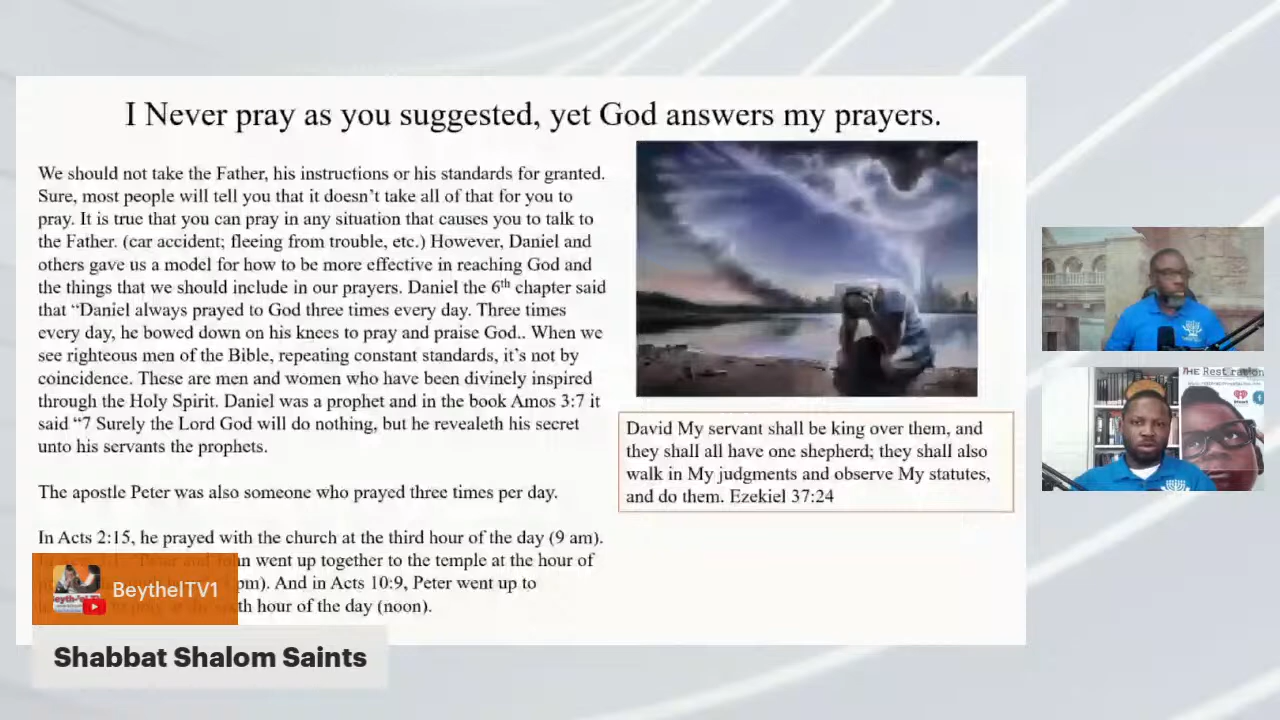 I Never pray as you suggested, yet God answers my prayers.
We should not take the Father, his instructions or his standards for granted.
Sure, most people will tell you that it doesn't take all of that for you to
pray. It is true that you can pray in any situation that causes you to talk to
the Father. (car accident; fleeing from trouble, etc.) However, Daniel and
others gave us a model for how to be more effective in reaching God and
the things that we should include in our prayers. Daniel the 6th chapter said
that “Daniel always prayed to God three times every day. Three times
every day, he bowed down on his knees to pray and praise God.. When we
see righteous men of the Bible, repeating constant standards, it's not by
coincidence. These are men and women who have been divinely inspired
through the Holy Spirit. Daniel was a prophet and in the book Ams 3:7 it
said “7 Surely the Lord God will do nothing, but he revealeth his secret
unto his servants the prophets.
The apostle Peter was also someone who prayed three times per day.
In Acts 2:15, he prayed with the church at the third hour of the day (9 am).
went up together to the temple at the hour of
pm). And in Acts 10:9, Peter went up to
hour of the day (noon).
David My servant shall be king over them, and
they shall all have one shepherd; they shall also
walk in My judgments and observe My statutes,
and do them. Ezekiel 37:24
THE Restoration
iHeart
BeythelTV1
Shabbat Shalom Saints